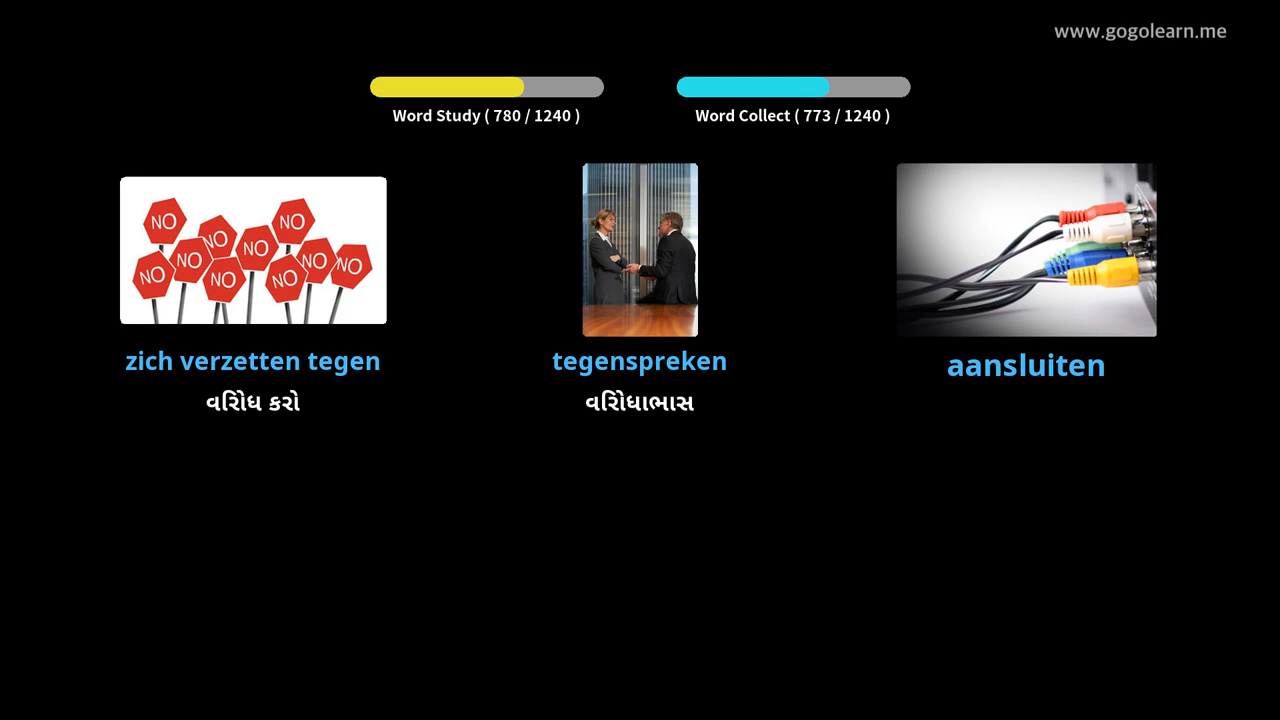 www.gogolearn.me
Word Study ( 780 / 1240 )
Word Collect ( 773 / 1240 )
NO NO NO NO NO NO NO NO NO NO
zich verzetten tegen
tegenspreken
aansluiten
વિરોધ કરો
વિરોધાભાસ